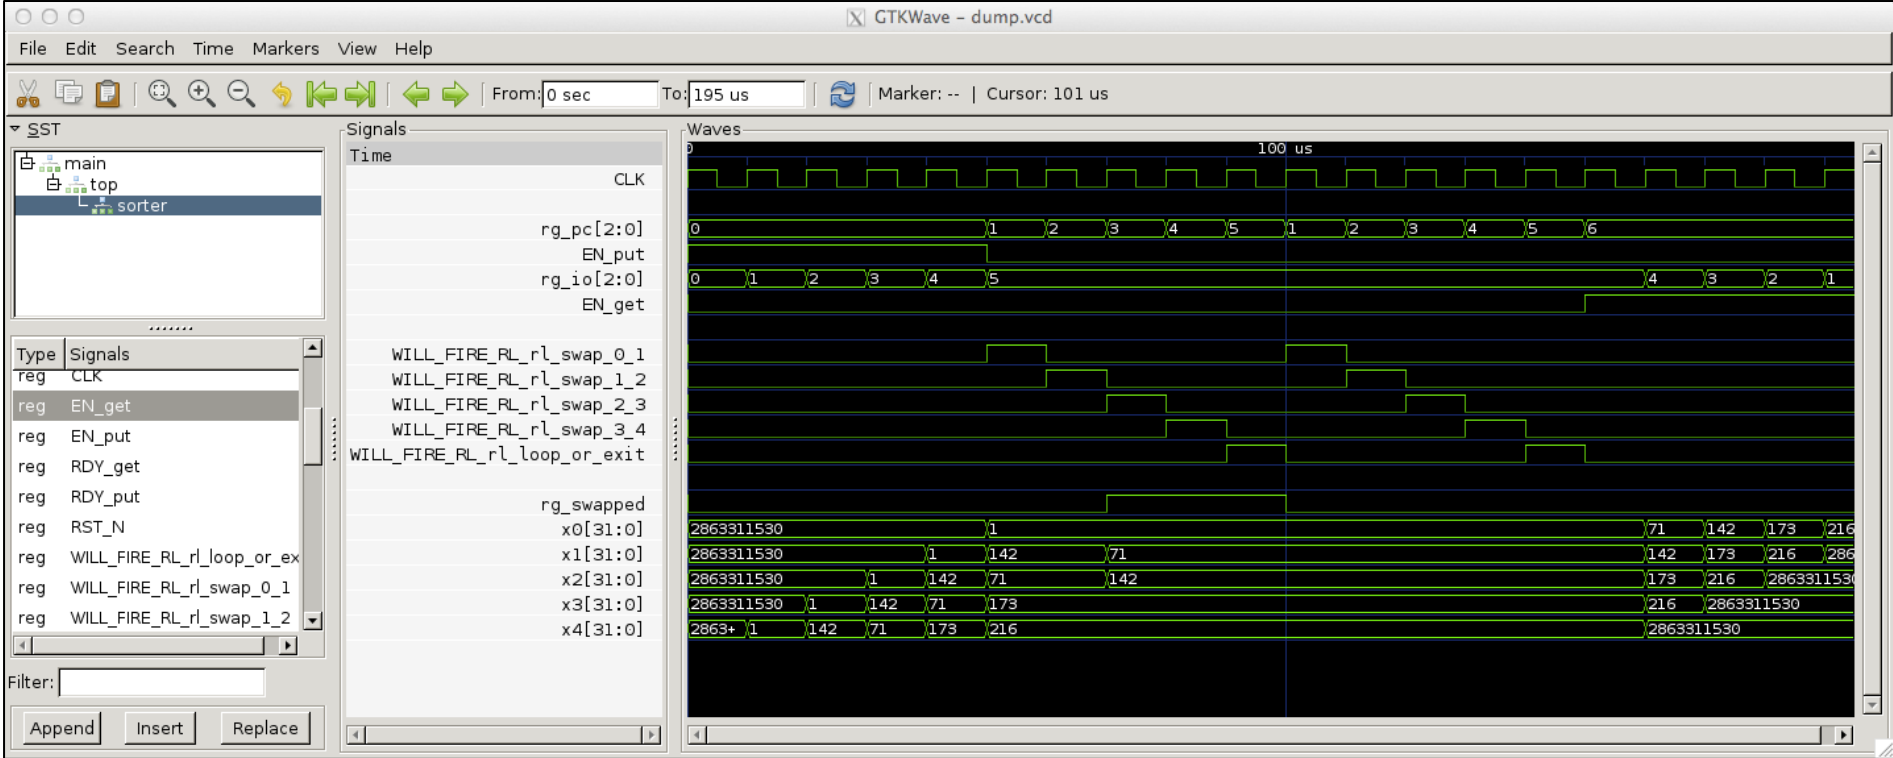 GTKWave – dump.vcd
File Edit Search Time Markers View Help
From: 0 sec To: 195 us Marker: -- | Cursor: 101 us
SST
main
top
sorter
Type Signals
reg CLK
reg EN_get
reg EN_put
reg RDY_get
reg RDY_put
reg RST_N
reg WILL_FIRE_RL_rl_loop_or_ex
reg WILL_FIRE_RL_rl_swap_0_1
reg WILL_FIRE_RL_rl_swap_1_2
Filter:
Append Insert Replace
Signals
Time
CLK
rg_pc[2:0]
EN_put
rg_io[2:0]
EN_get
WILL_FIRE_RL_rl_swap_0_1
WILL_FIRE_RL_rl_swap_1_2
WILL_FIRE_RL_rl_swap_2_3
WILL_FIRE_RL_rl_swap_3_4
WILL_FIRE_RL_rl_loop_or_exit
rg_swapped
x0[31:0]
x1[31:0]
x2[31:0]
x3[31:0]
x4[31:0]
Waves
0 100 us
0 1 2 3 4 5 1 2 3 4 5 6
0 1 2 3 4 5 4 3 2 1
2863311530 1 71 142 173 216
2863311530 1 142 71 142 173 216 286
2863311530 1 142 71 142 173 216 2863311530
2863311530 1 142 71 173 216 2863311530
2863+ 1 142 71 173 216 2863311530